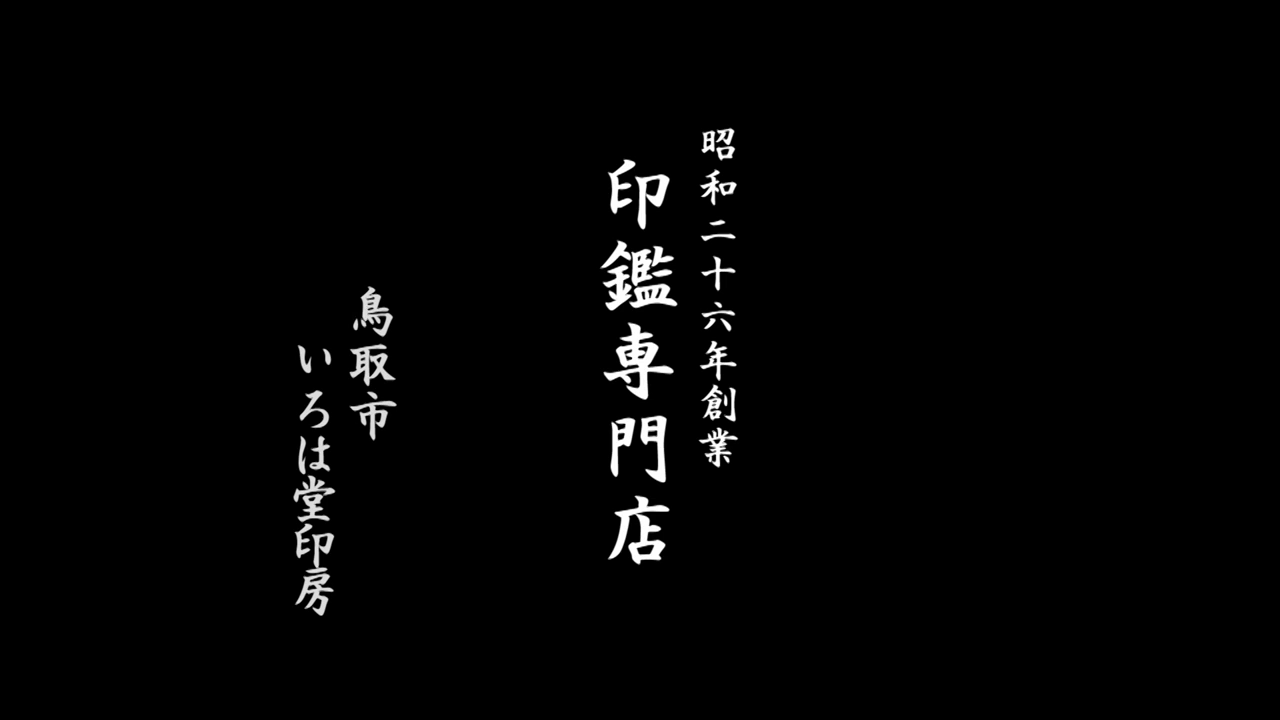 昭和二十六年創業
印鑑専門店
鳥取市
いろは堂印房